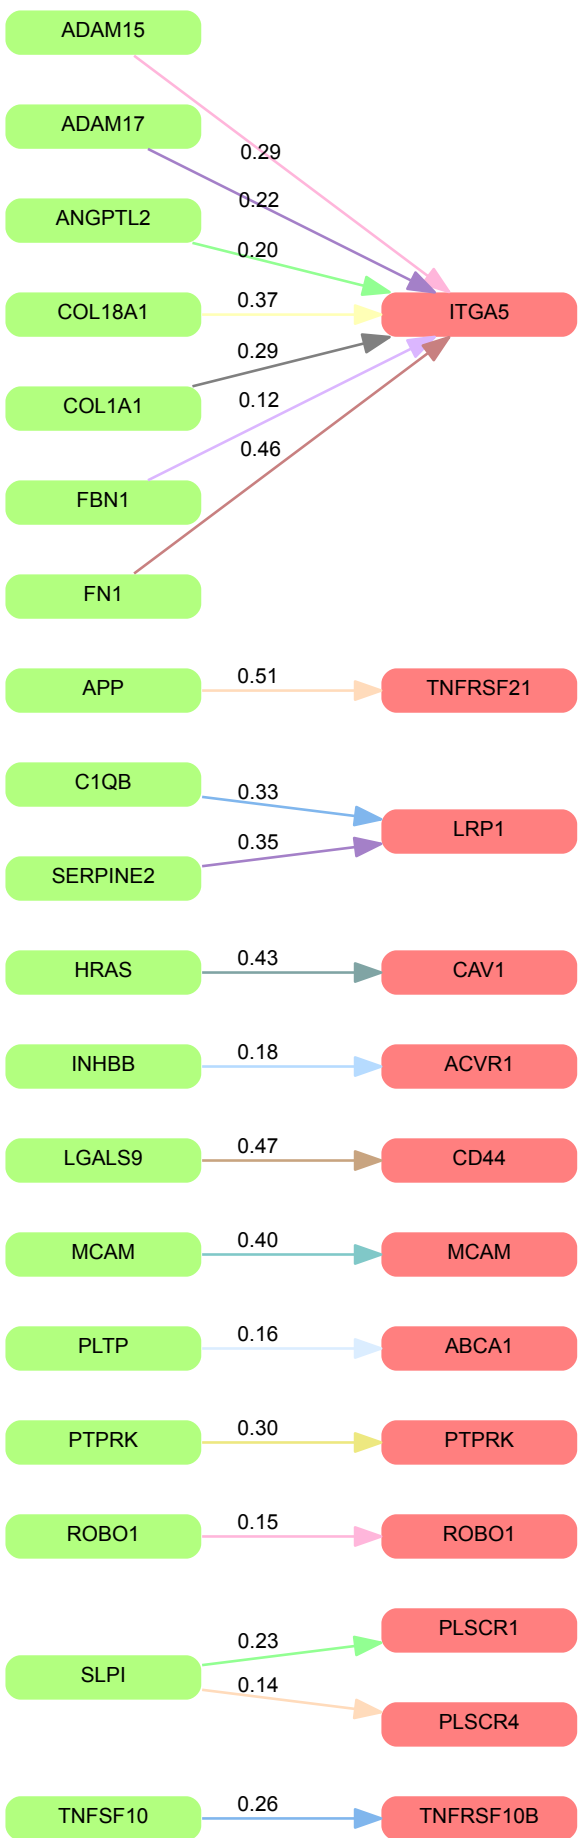 ADAM15
ADAM17
0.29
0.22
ANGPTL2
0.20
COL18A1
0.37
ITGA5
0.29
COL1A1
0.12
0.46
FBN1
FN1
APP
0.51
TNFRSF21
C1QB
0.33
LRP1
0.35
SERPINE2
HRAS
0.43
CAV1
INHBB
0.18
ACVR1
LGALS9
0.47
CD44
MCAM
0.40
MCAM
PLTP
0.16
ABCA1
PTPRK
0.30
PTPRK
ROBO1
0.15
ROBO1
PLSCR1
0.23
SLPI
0.14
PLSCR4
TNFSF10
0.26
TNFRSF10B